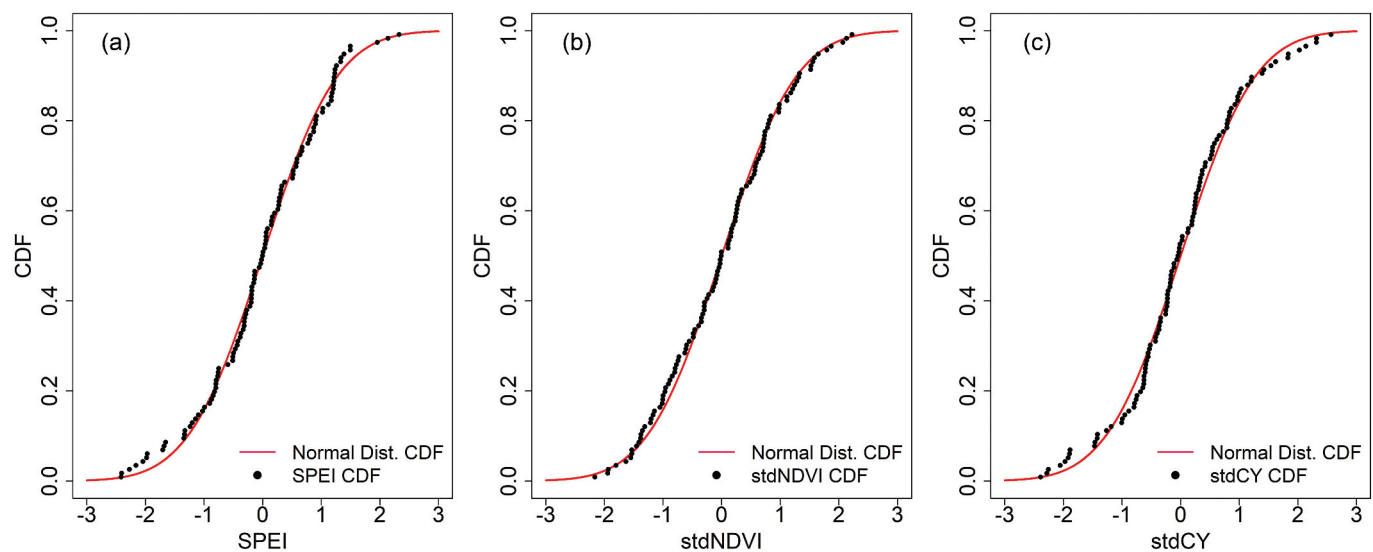 (a)
CDF
1.0
0.8
0.6
0.4
0.2
0.0
Normal Dist. CDF
SPEI CDF
-3 -2 -1 0 1 2 3
SPEI
(b)
CDF
1.0
0.8
0.6
0.4
0.2
0.0
Normal Dist. CDF
stdNDVI CDF
-3 -2 -1 0 1 2 3
stdNDVI
(c)
CDF
1.0
0.8
0.6
0.4
0.2
0.0
Normal Dist. CDF
stdCY CDF
-3 -2 -1 0 1 2 3
stdCY